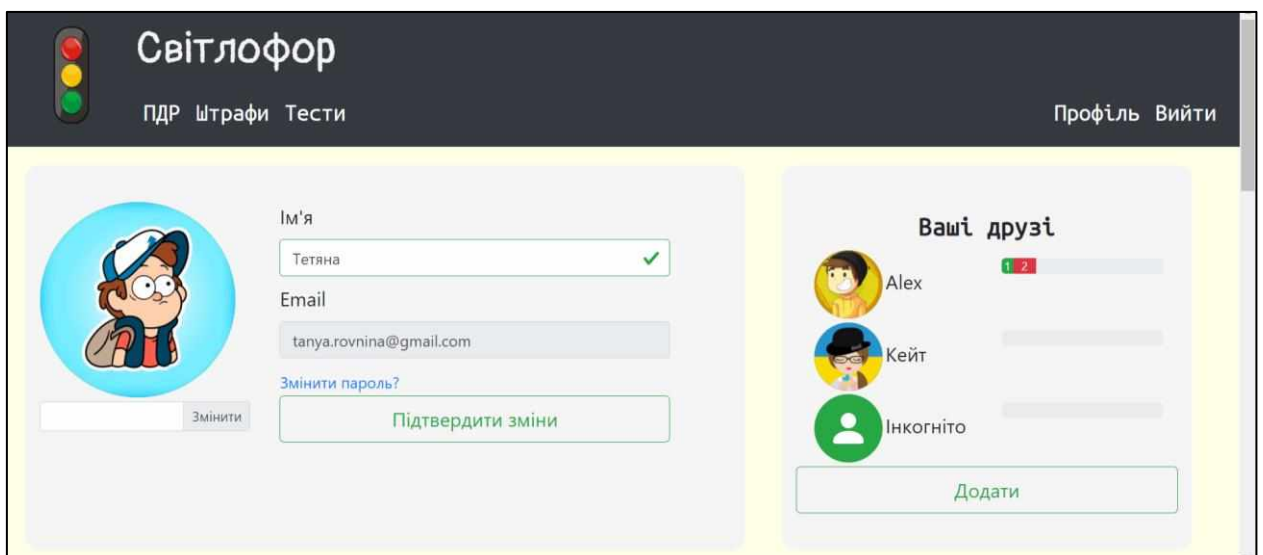 Світлофор
ПДР Штрафи Тести
Профіль Вийти
Ім'я
Тетяна
Email
tanya.rovnina@gmail.com
Змінити пароль?
Змінити
Підтвердити зміни
Ваші друзі
Alex
1 2
Кейт
Інкогніто
Додати